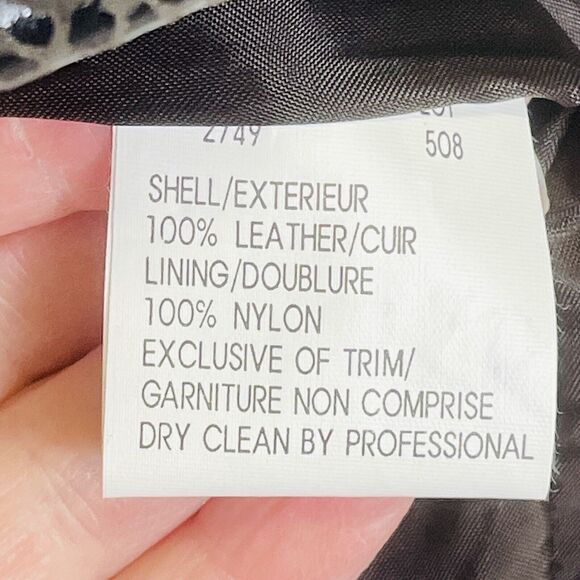 2749 508
SHELL/EXTERIEUR
100% LEATHER/CUIR
LINING/DOUBLURE
100% NYLON
EXCLUSIVE OF TRIM/
GARNITURE NON COMPRISE
DRY CLEAN BY PROFESSIONAL